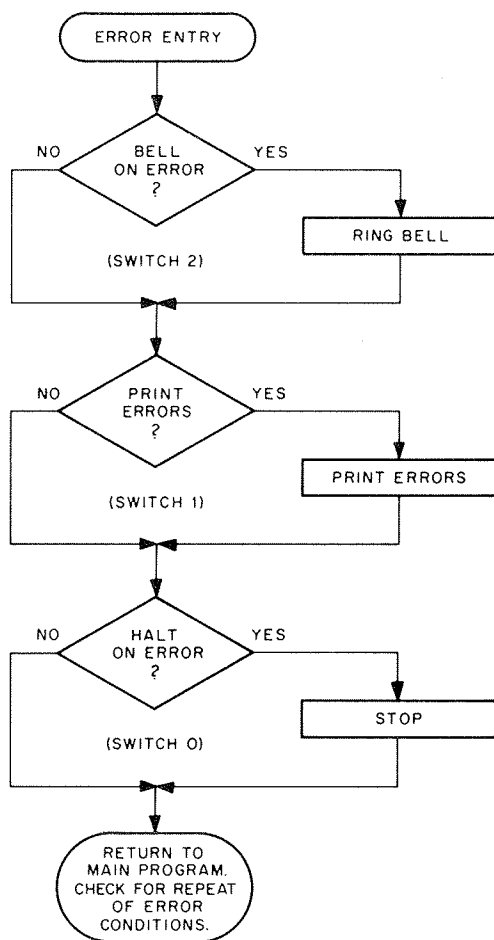 ERROR ENTRY
NO
BELL
ON ERROR
?
YES
RING BELL
(SWITCH 2)
NO
PRINT
ERRORS
?
YES
PRINT ERRORS
(SWITCH 1)
NO
HALT
ON ERROR
?
YES
STOP
(SWITCH 0)
RETURN TO
MAIN PROGRAM.
CHECK FOR REPEAT
OF ERROR
CONDITIONS.